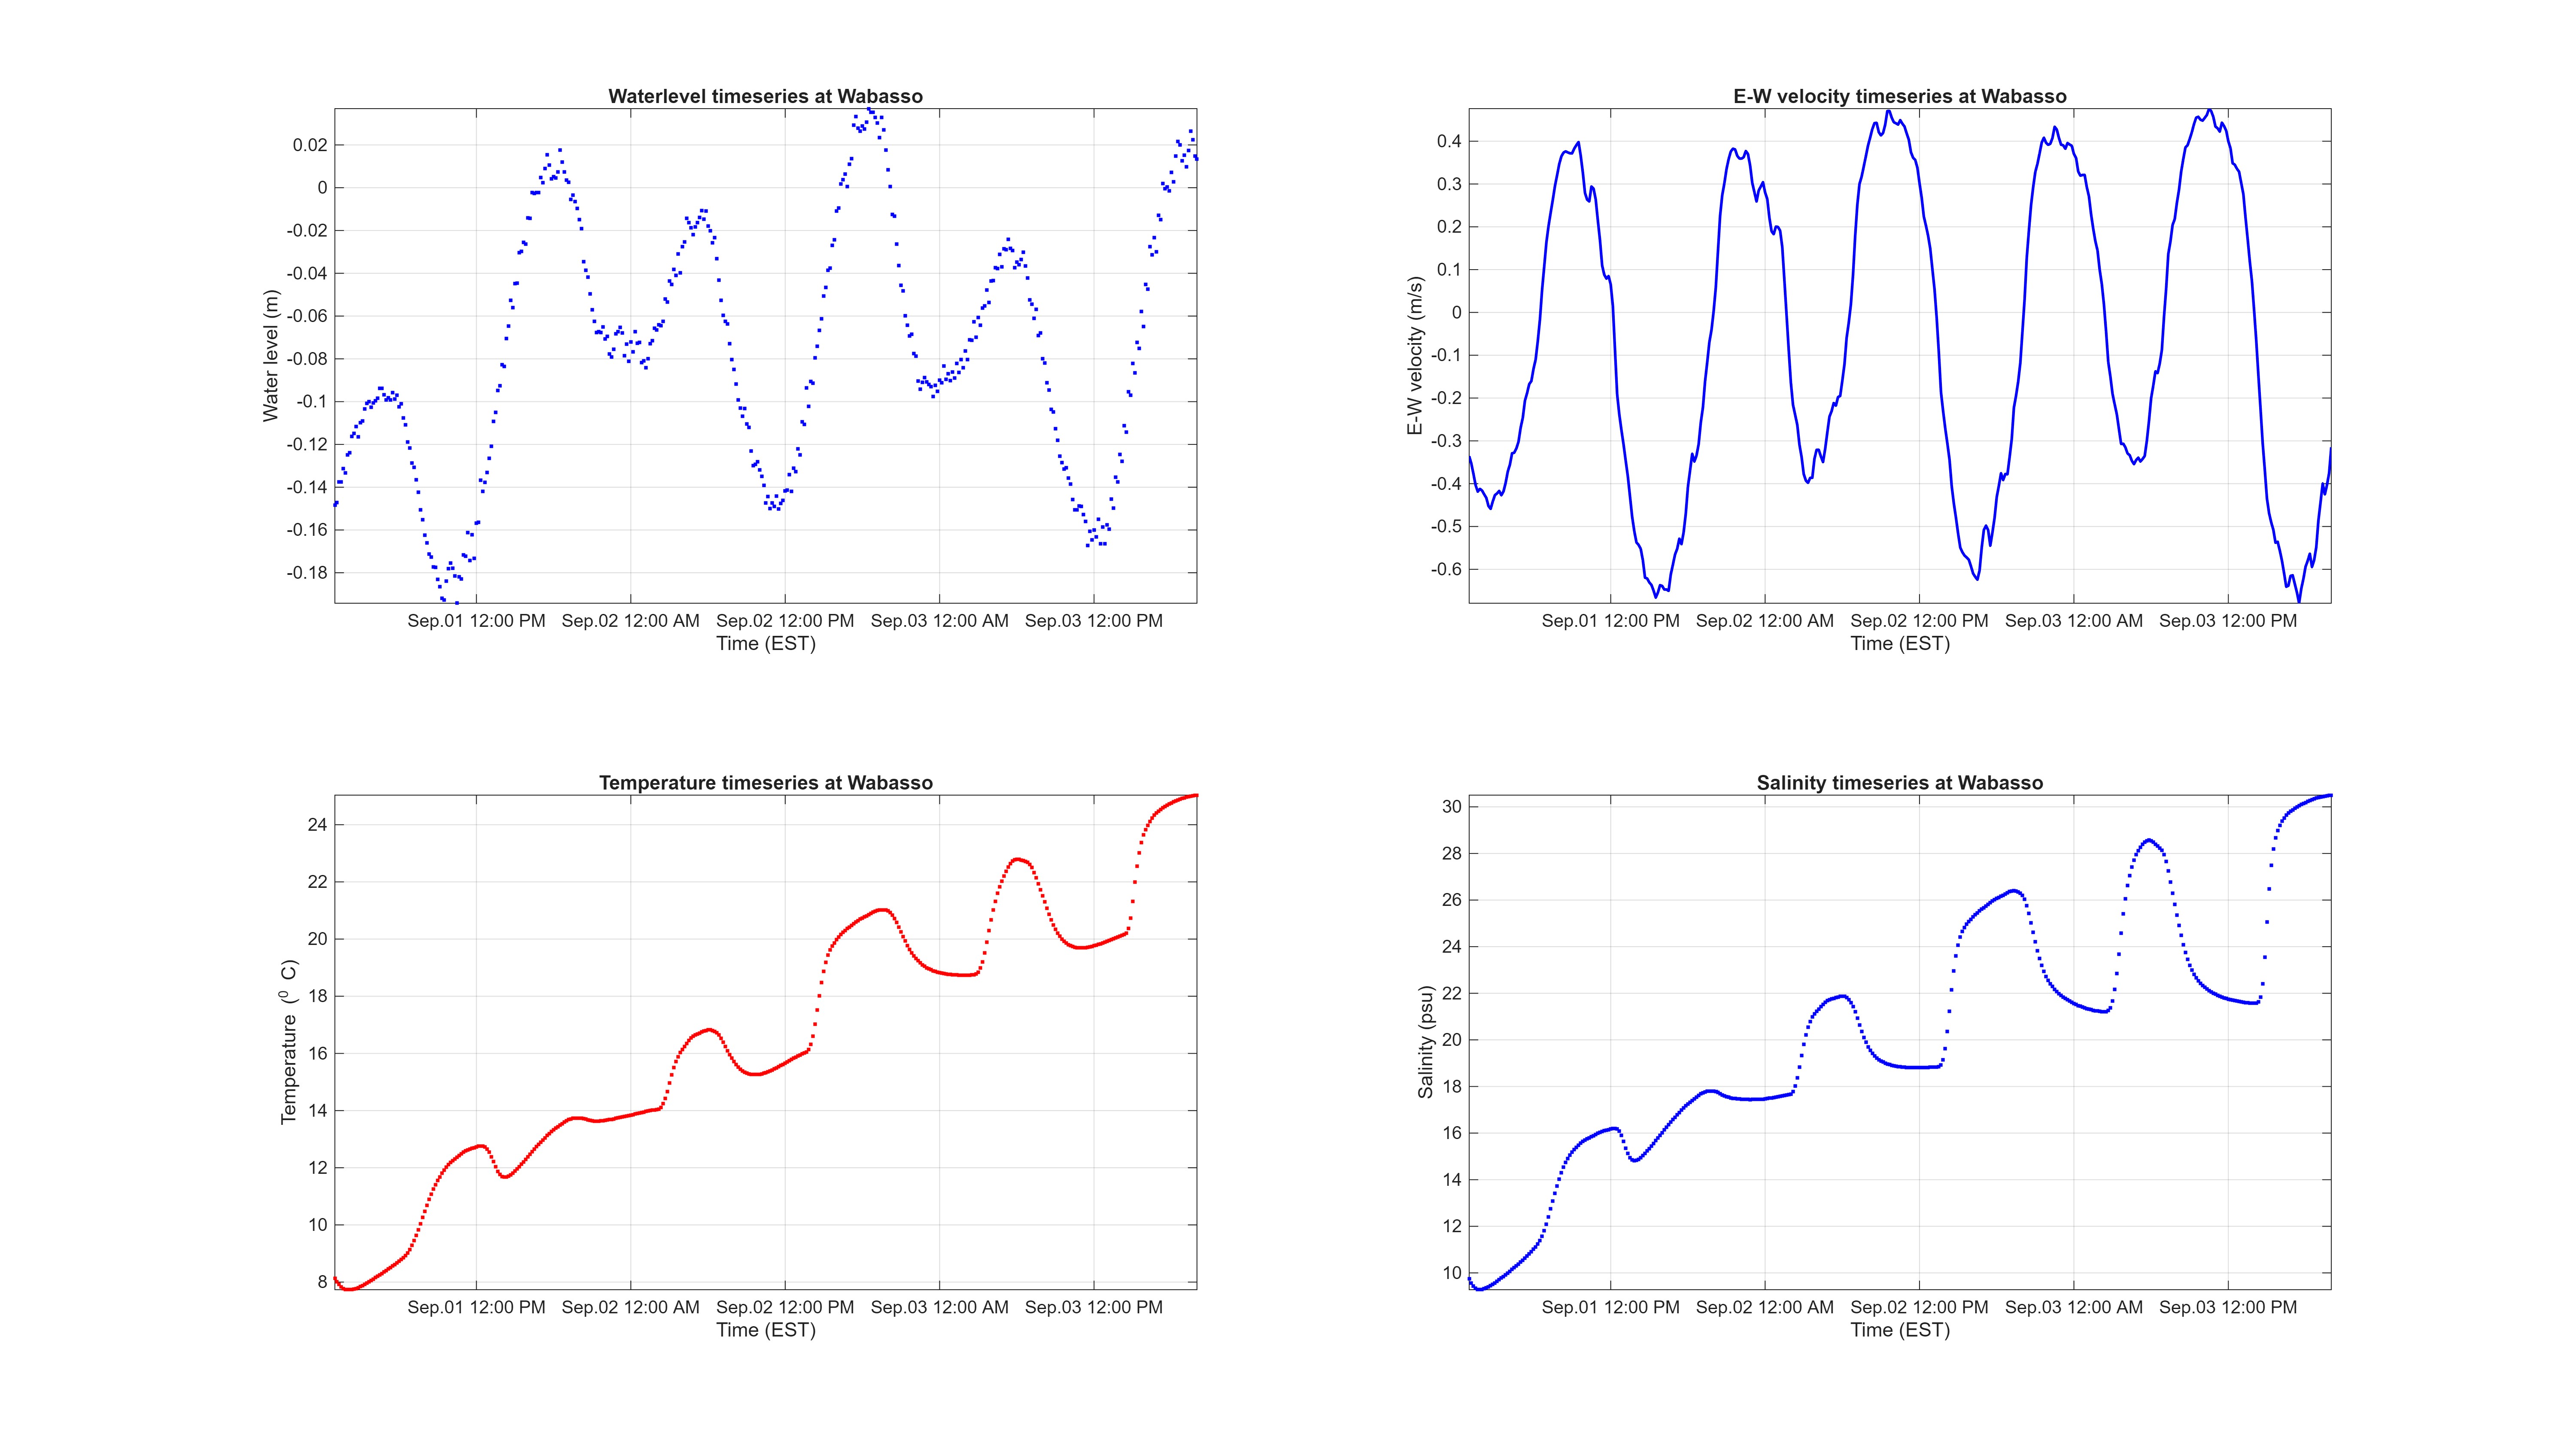 Waterlevel timeseries at Wabasso
0.02
0
-0.02
-0.04
-0.06
-0.08
-0.1
-0.12
-0.14
-0.16
-0.18
Water level (m)
Sep.01 12:00 PM Sep.02 12:00 AM Sep.02 12:00 PM Sep.03 12:00 AM Sep.03 12:00 PM
Time (EST)
E-W velocity timeseries at Wabasso
0.4
0.3
0.2
0.1
0
-0.1
-0.2
-0.3
-0.4
-0.5
-0.6
E-W velocity (m/s)
Sep.01 12:00 PM Sep.02 12:00 AM Sep.02 12:00 PM Sep.03 12:00 AM Sep.03 12:00 PM
Time (EST)
Temperature timeseries at Wabasso
24
22
20
18
16
14
12
10
8
Temperature (⁰ C)
Sep.01 12:00 PM Sep.02 12:00 AM Sep.02 12:00 PM Sep.03 12:00 AM Sep.03 12:00 PM
Time (EST)
Salinity timeseries at Wabasso
30
28
26
24
22
20
18
16
14
12
10
Salinity (psu)
Sep.01 12:00 PM Sep.02 12:00 AM Sep.02 12:00 PM Sep.03 12:00 AM Sep.03 12:00 PM
Time (EST)